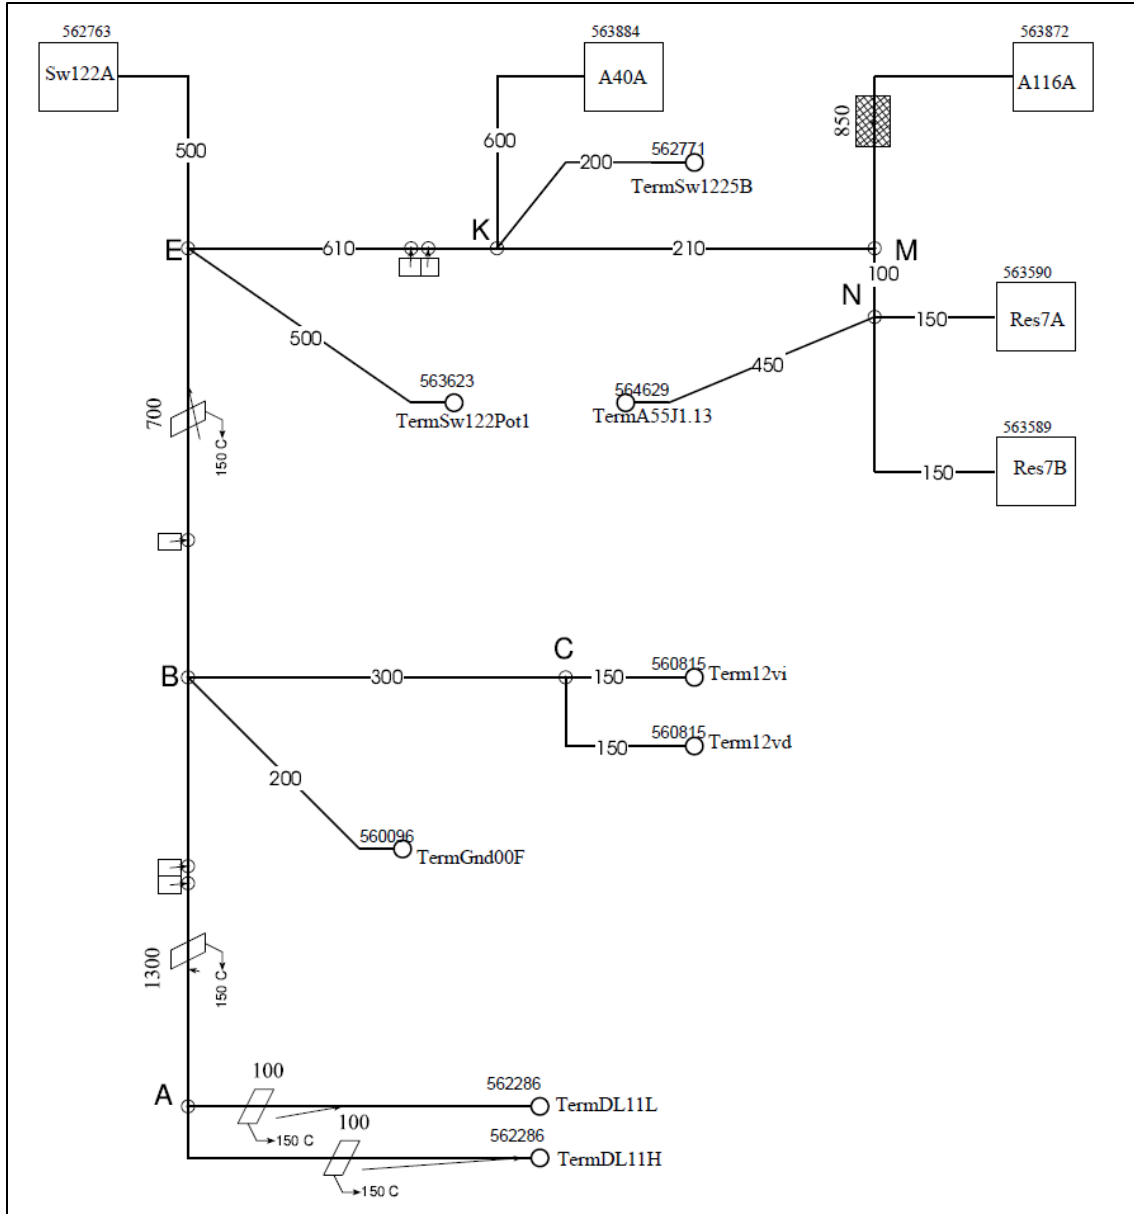 562763
563884
563872
Sw122A
A40A
A116A
850
500
600
562771
200
TermSw1225B
K
E
610
210
M
100
563590
N
150
Res7A
500
450
563623
564629
TermSw122Pot1
TermA55J1.13
700
150 C
563589
150
Res7B
C
B
300
150
560815
Term12vi
560815
150
Term12vd
200
560096
TermGnd00F
1300
150 C
A
100
562286
TermDL11L
100
150 C
562286
TermDL11H
150 C